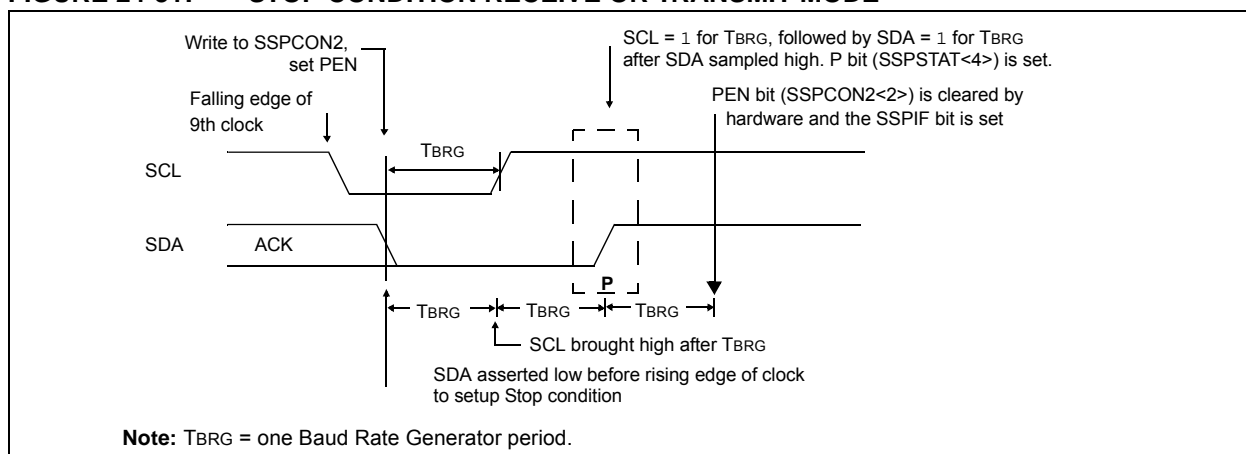 Write to SSPCON2,
set PEN
SCL = 1 for TBRG, followed by SDA = 1 for TBRG
after SDA sampled high. P bit (SSPSTAT<4>) is set.
Falling edge of
9th clock
PEN bit (SSPCON2<2>) is cleared by
hardware and the SSPIF bit is set
TBRG
SCL
SDA
ACK
P
TBRG
TBRG
TBRG
SCL brought high after TBRG
SDA asserted low before rising edge of clock
to setup Stop condition
Note: TBRG = one Baud Rate Generator period.